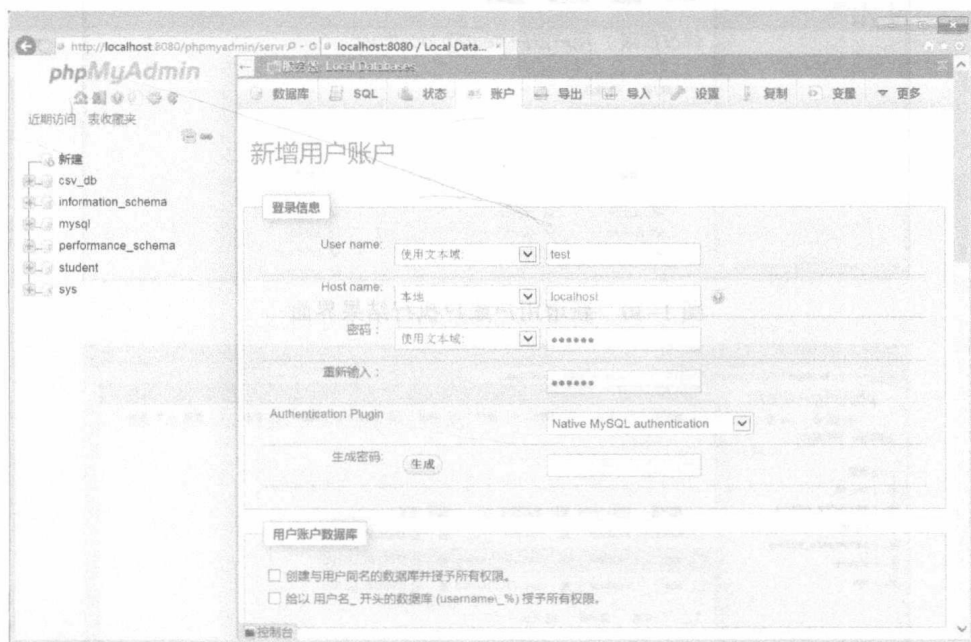 http://localhost:8080/phpmyadmin/serve
localhost:8080 / Local Data...
phpMyAdmin
近期访问 表收藏夹
新建
csv_db
information_schema
mysql
performance_schema
student
sys
服务器: Local Databases
数据库 SQL 状态 账户 导出 导入 设置 复制 变量 更多
新增用户账户
登录信息
User name: 使用文本域: test
Host name: 本地 localhost
密码: 使用文本域: ••••••
重新输入: ••••••
Authentication Plugin Native MySQL authentication
生成密码: 生成
用户账户数据库
创建与用户同名的数据库并授予所有权限。
给以 用户名_ 开头的数据库 (username\_%) 授予所有权限。
控制台